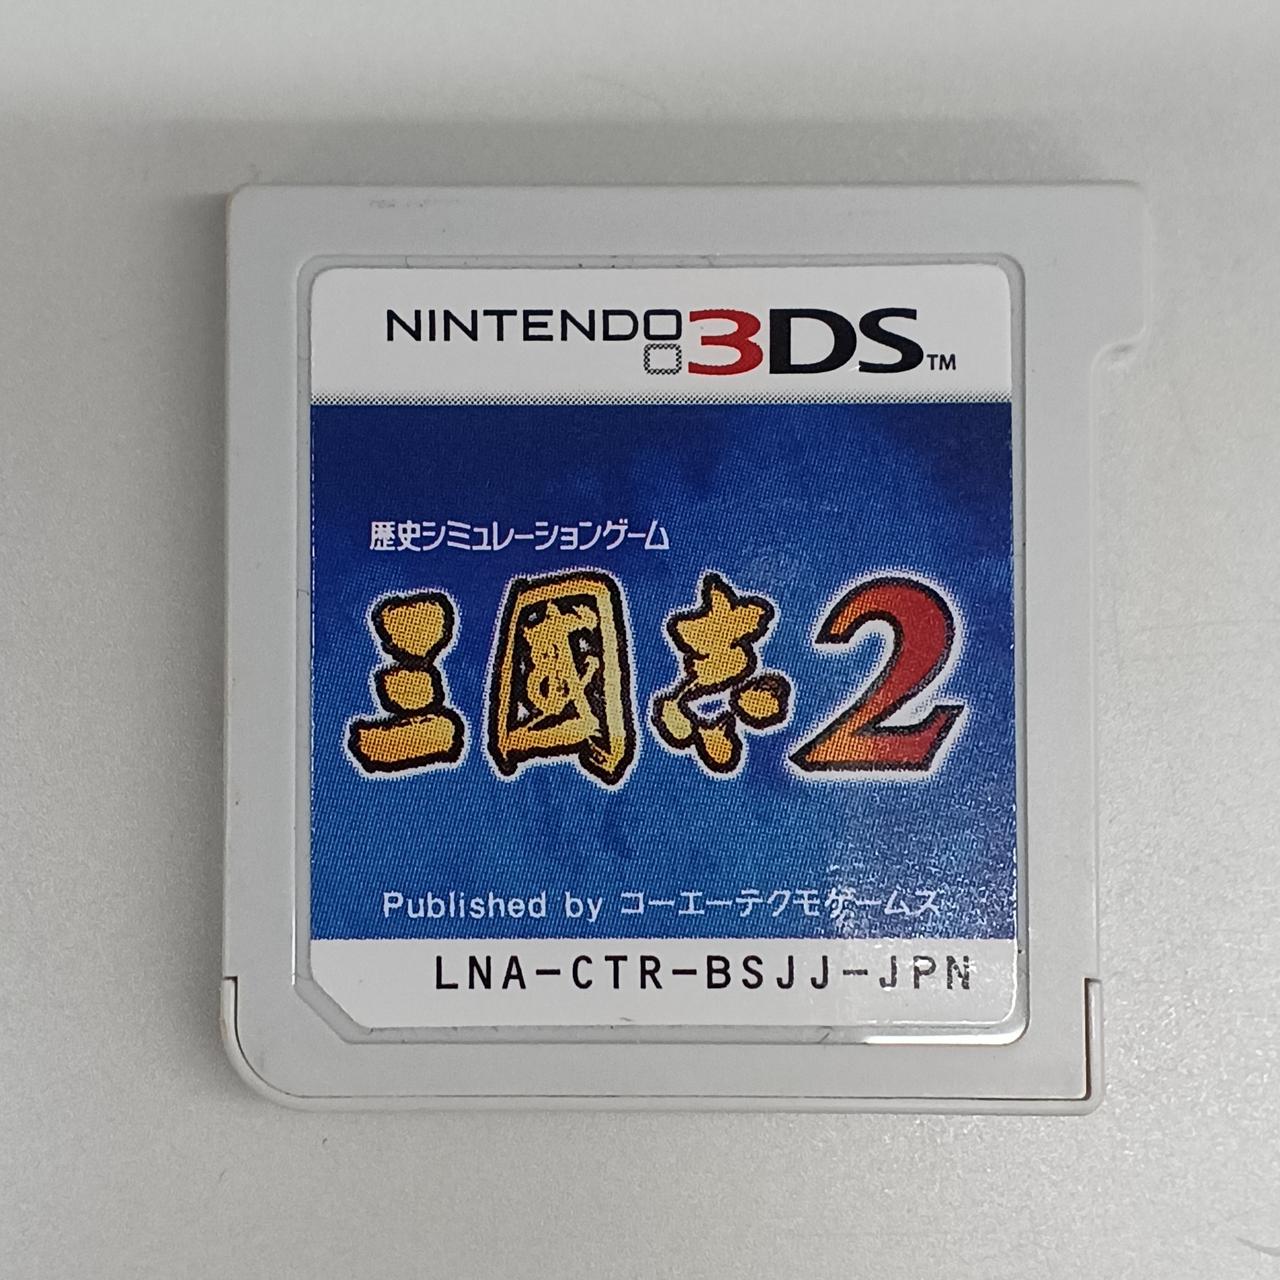 NINTENDO 3DS™
歴史シミュレーションゲーム
三國志2
Published by コーエーテクモゲームス
LNA-CTR-BSJJ-JPN